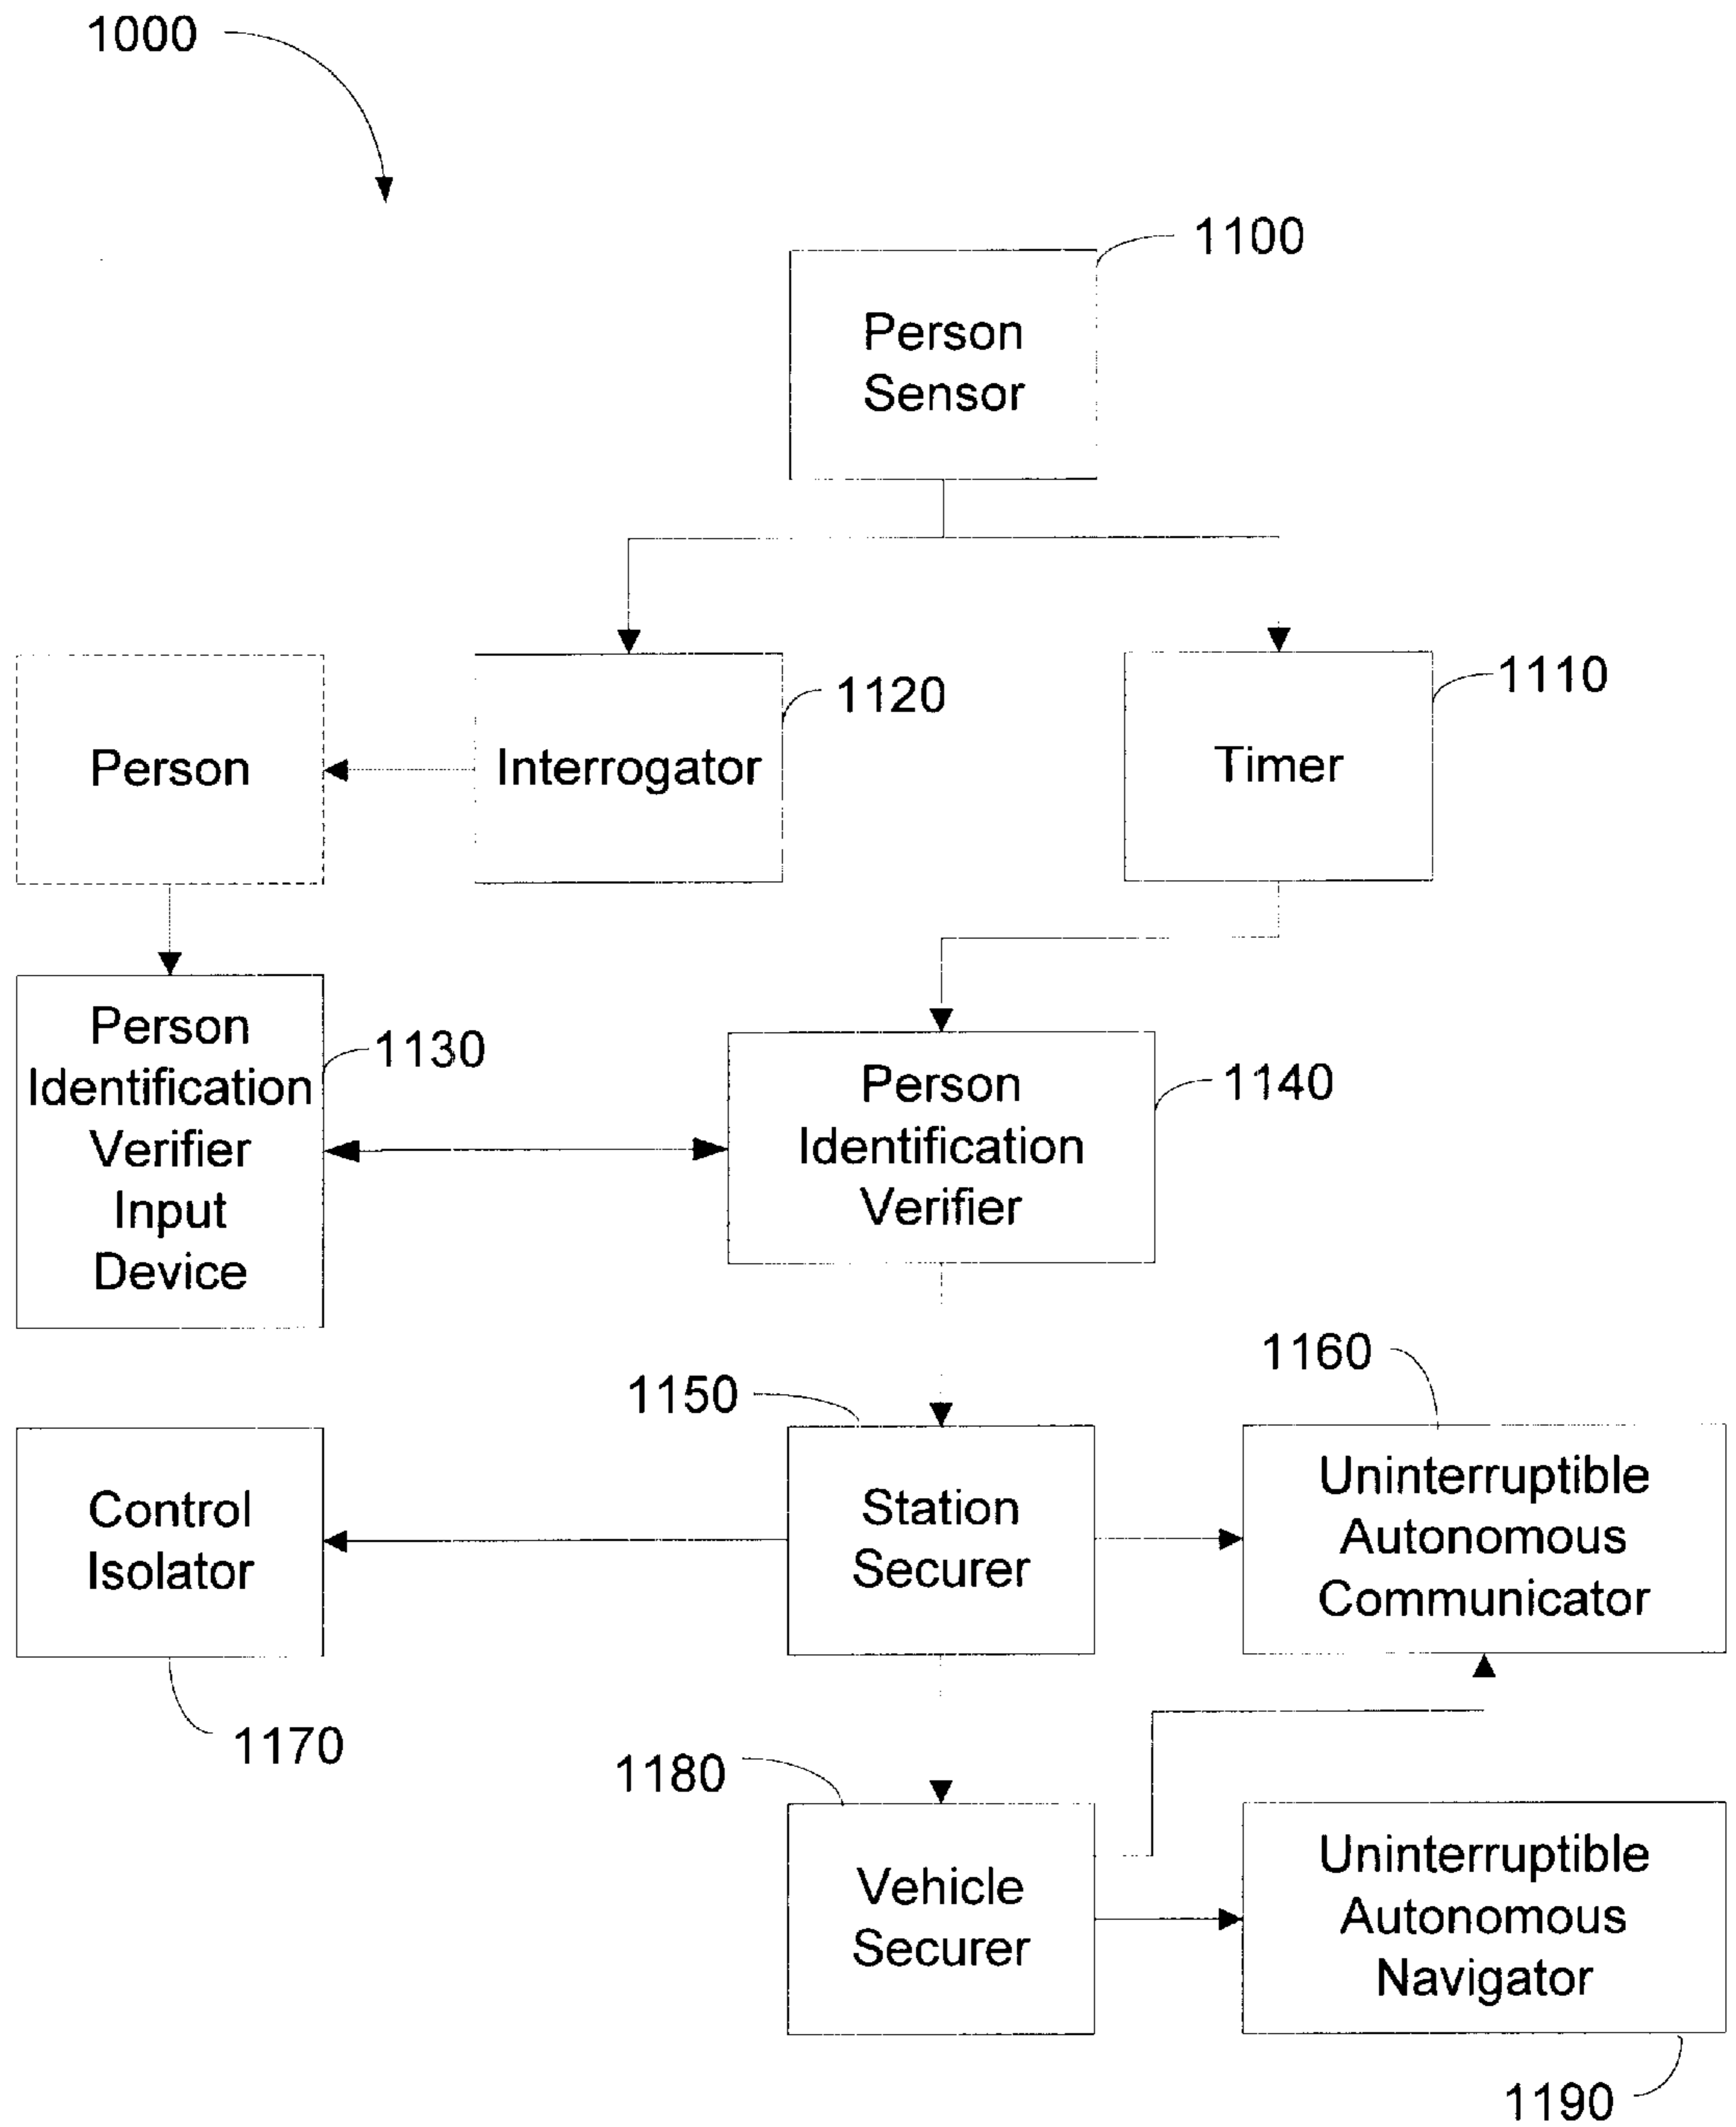 1000
1100
Person
Sensor
1120
1110
Person
Interrogator
Timer
Person
Identification
Verifier
Input
Device
1130
Person
Identification
Verifier
1140
1150
1160
Control
Isolator
Station
Securer
Uninterruptible
Autonomous
Communicator
1170
1180
Vehicle
Securer
Uninterruptible
Autonomous
Navigator
1190